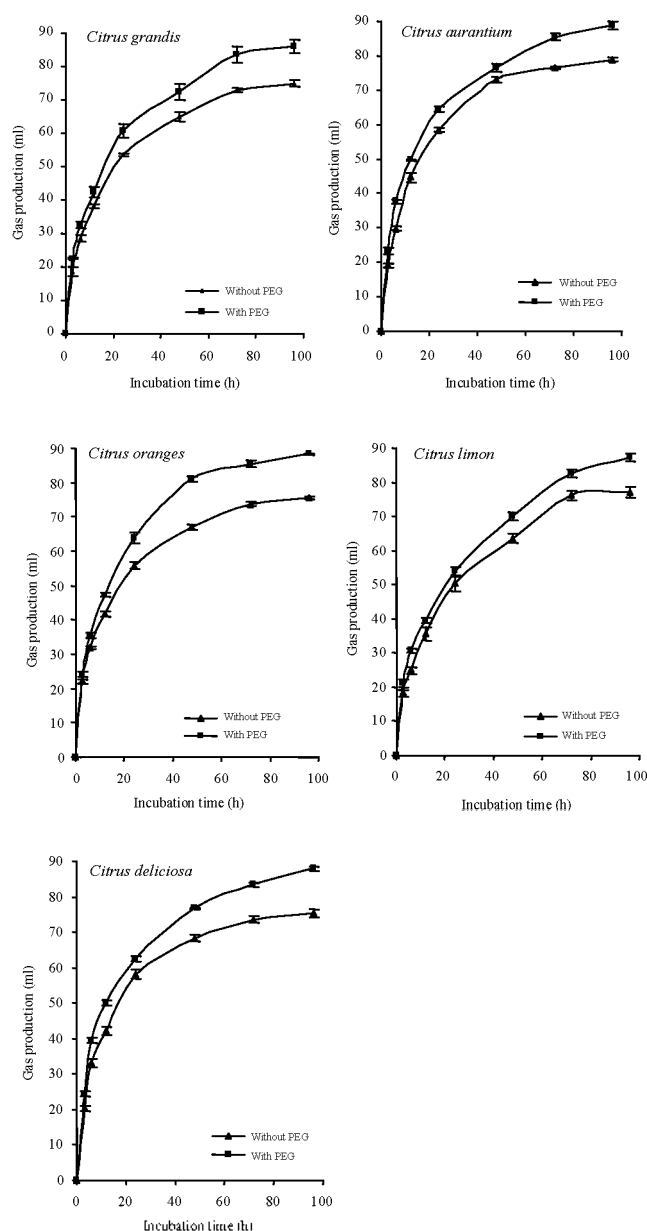 Citrus grandis
Gas production (ml)
90
80
70
60
50
40
30
20
10
0
Without PEG
With PEG
0 20 40 60 80 100
Incubation time (h)
Citrus aurantium
Gas production (ml)
90
80
70
60
50
40
30
20
10
0
Without PEG
With PEG
0 20 40 60 80 100
Incubation time (h)
Citrus oranges
Gas production (ml)
90
80
70
60
50
40
30
20
10
0
Without PEG
With PEG
0 20 40 60 80 100
Incubation time (h)
Citrus limon
Gas production (ml)
90
80
70
60
50
40
30
20
10
0
Without PEG
With PEG
0 20 40 60 80 100
Incubation time (h)
Citrus deliciosa
Gas production (ml)
90
80
70
60
50
40
30
20
10
0
Without PEG
With PEG
0 20 40 60 80 100
Incubation time (h)